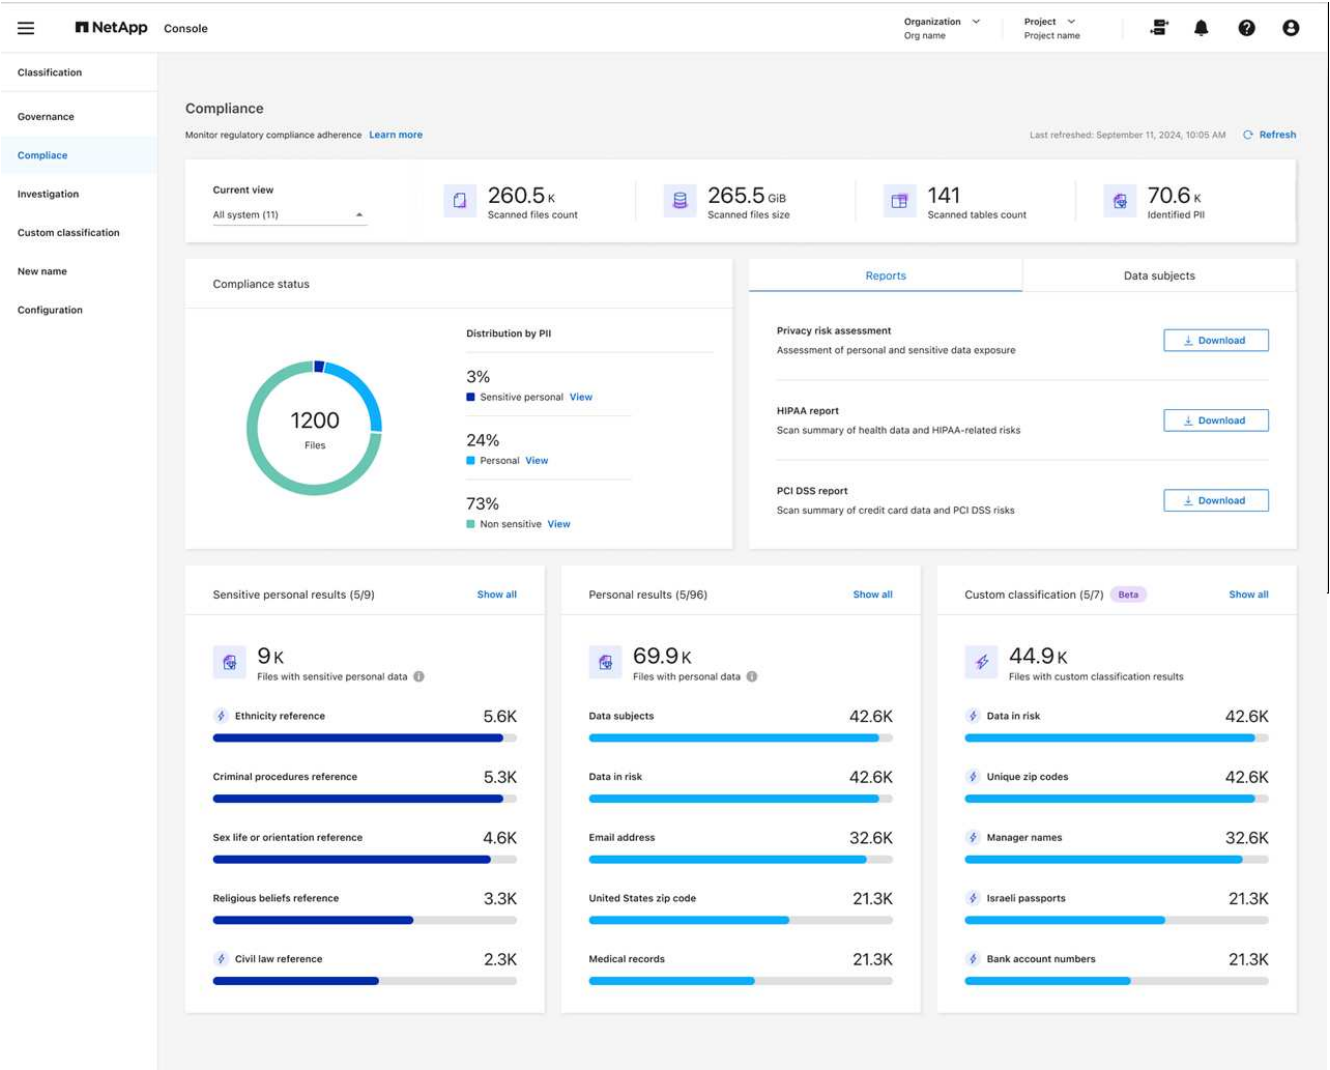 NetApp Console
Organization
Org name
Project
Project name
Classification
Governance
Compliace
Investigation
Custom classification
New name
Configuration
Compliance
Monitor regulatory compliance adherence Learn more
Last refreshed: September 11, 2024, 10:05 AM Refresh
Current view
All system (11)
260.5 K
Scanned files count
265.5 GiB
Scanned files size
141
Scanned tables count
70.6 K
Identified PII
Compliance status
1200
Files
Distribution by PII
3%
Sensitive personal View
24%
Personal View
73%
Non sensitive View
Reports
Data subjects
Privacy risk assessment
Assessment of personal and sensitive data exposure
Download
HIPAA report
Scan summary of health data and HIPAA-related risks
Download
PCI DSS report
Scan summary of credit card data and PCI DSS risks
Download
Sensitive personal results (5/9) Show all
9 K
Files with sensitive personal data
Ethnicity reference 5.6K
Criminal procedures reference 5.3K
Sex life or orientation reference 4.6K
Religious beliefs reference 3.3K
Civil law reference 2.3K
Personal results (5/96) Show all
69.9 K
Files with personal data
Data subjects 42.6K
Data in risk 42.6K
Email address 32.6K
United States zip code 21.3K
Medical records 21.3K
Custom classification (5/7) Beta Show all
44.9 K
Files with custom classification results
Data in risk 42.6K
Unique zip codes 42.6K
Manager names 32.6K
Israeli passports 21.3K
Bank account numbers 21.3K